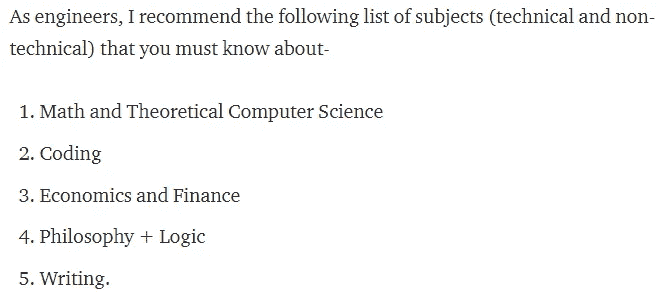 As engineers, I recommend the following list of subjects (technical and non-
technical) that you must know about-
1. Math and Theoretical Computer Science
2. Coding
3. Economics and Finance
4. Philosophy + Logic
5. Writing.